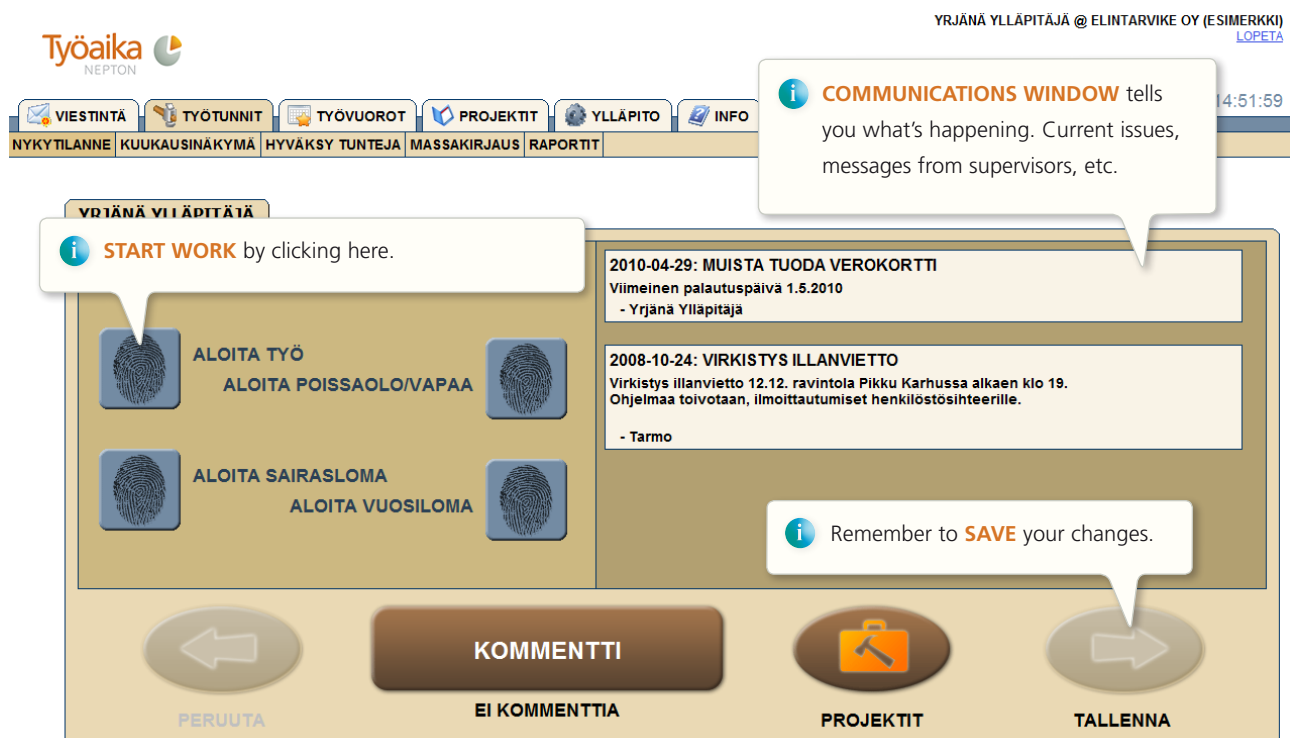 YRJÄNÄ YLLÄPITÄJÄ @ ELINTARVIKE OY (ESIMERKKI)
LOPETA
Työaika
NEPTON
14:51:59
VIESTINTÄ TYÖTUNNIT TYÖVUOROT PROJEKTIT YLLÄPITO INFO
NYKYTILANNE KUUKAUSINÄKYMÄ HYVÄKSY TUNTEJA MASSAKIRJAUS RAPORTIT
COMMUNICATIONS WINDOW tells
you what's happening. Current issues,
messages from supervisors, etc.
YRJÄNÄ YLLÄPITÄJÄ
START WORK by clicking here.
ALOITA TYÖ
ALOITA POISSAOLO/VAPAA
ALOITA SAIRASLOMA
ALOITA VUOSILOMA
2010-04-29: MUISTA TUODA VEROKORTTI
Viimeinen palautuspäivä 1.5.2010
- Yrjänä Ylläpitäjä
2008-10-24: VIRKISTYS ILLANVIETTO
Virkistys illanvietto 12.12. ravintola Pikku Karhussa alkaen klo 19.
Ohjelmaa toivotaan, ilmoittautumiset henkilöstösihteerille.
- Tarmo
Remember to SAVE your changes.
PERUUTA
KOMMENTTI
EI KOMMENTTIA
PROJEKTIT
TALLENNA